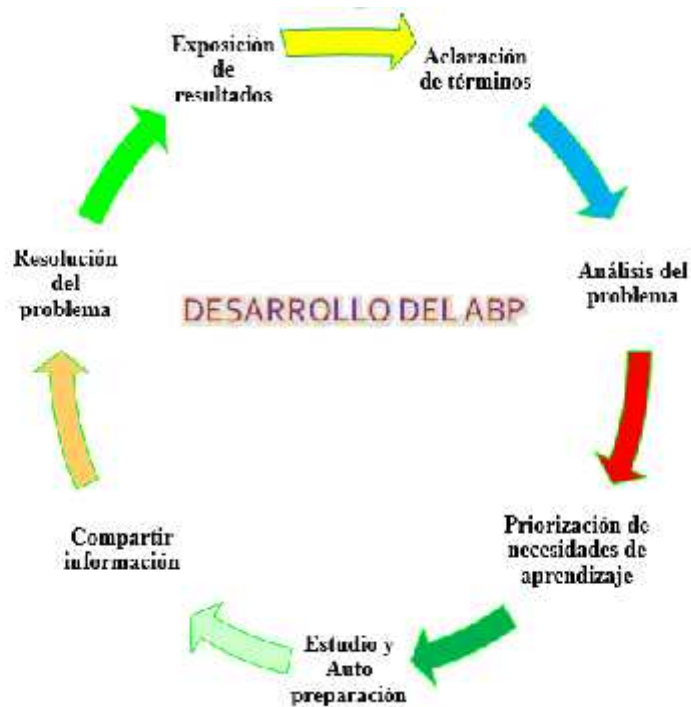 Exposición
de
resultados
Aclaración
de términos
Análisis del
problema
Priorización de
necesidades de
aprendizaje
Estudio y
Auto
preparación
Compartir
información
Resolución
del
problema
DESARROLLO DEL ABP